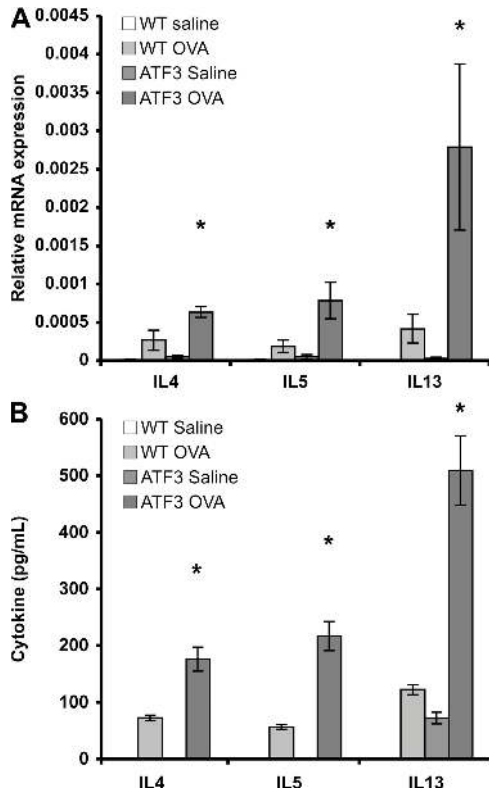 A
WT saline
WT OVA
ATF3 Saline
ATF3 OVA
Relative mRNA expression
0.0045
0.004
0.0035
0.003
0.0025
0.002
0.0015
0.001
0.0005
0
*
*
*
IL4 IL5 IL13
B
WT Saline
WT OVA
ATF3 Saline
ATF3 OVA
Cytokine (pg/mL)
600
500
400
300
200
100
0
*
*
*
IL4 IL5 IL13